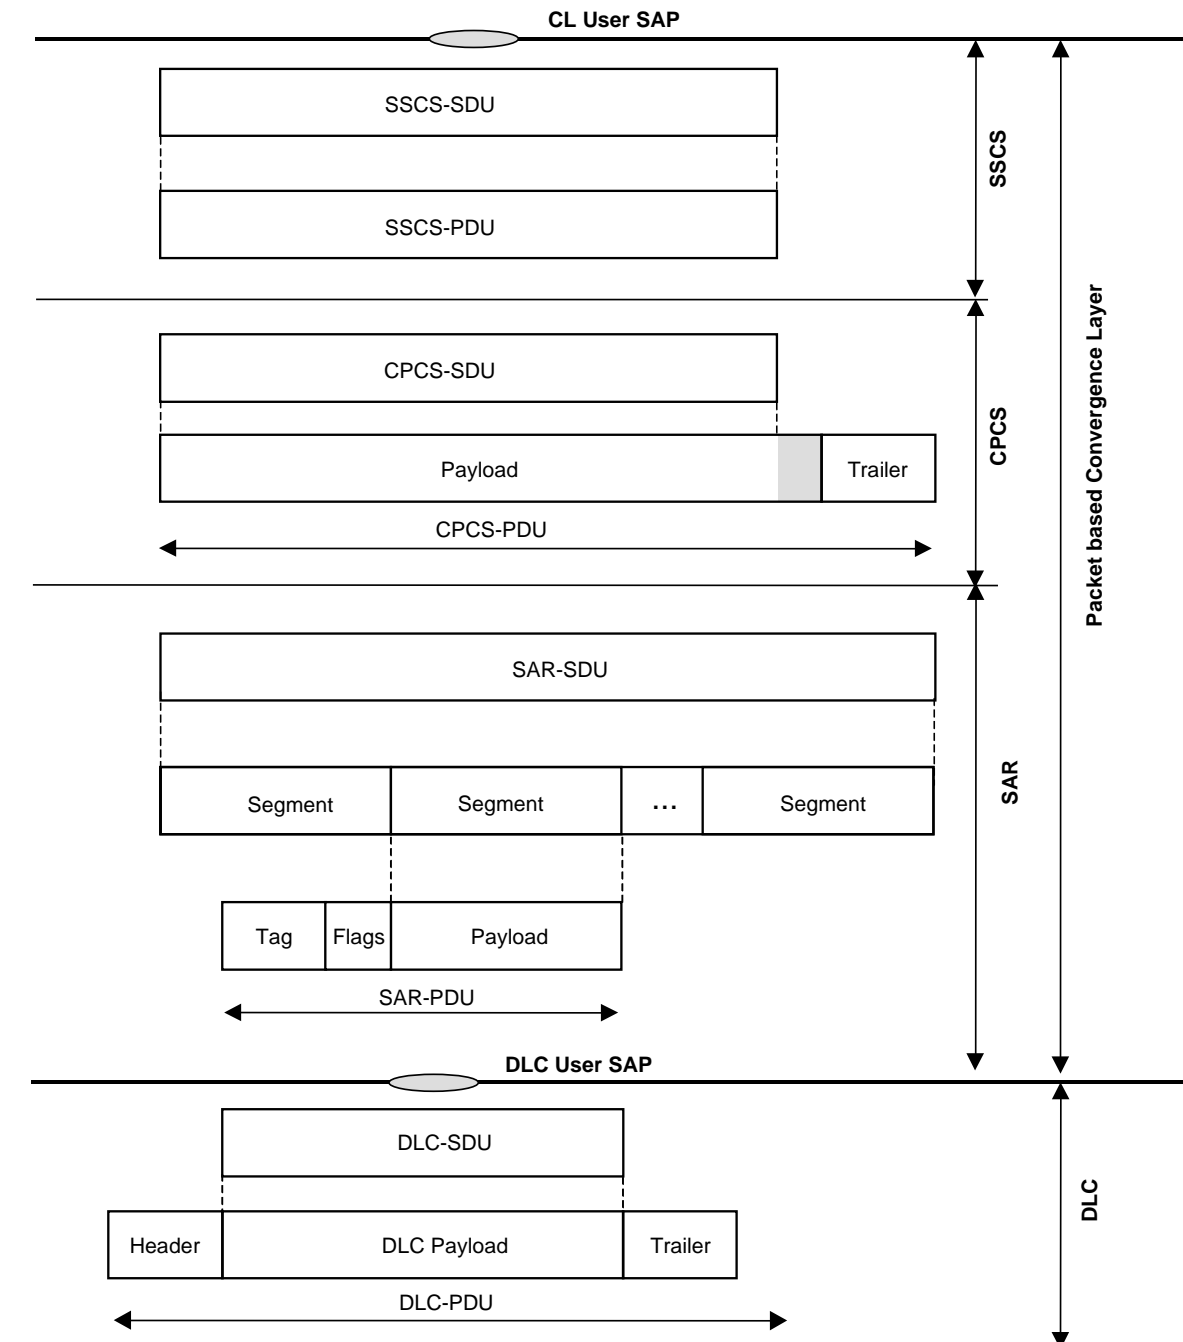 CL User SAP
SSCS-SDU
SSCS
SSCS-PDU
Packet based Convergence Layer
CPCS-SDU
CPCS
Payload
Trailer
CPCS-PDU
SAR-SDU
SAR
Segment
Segment
...
Segment
Tag
Flags
Payload
SAR-PDU
DLC User SAP
DLC-SDU
DLC
Header
DLC Payload
Trailer
DLC-PDU